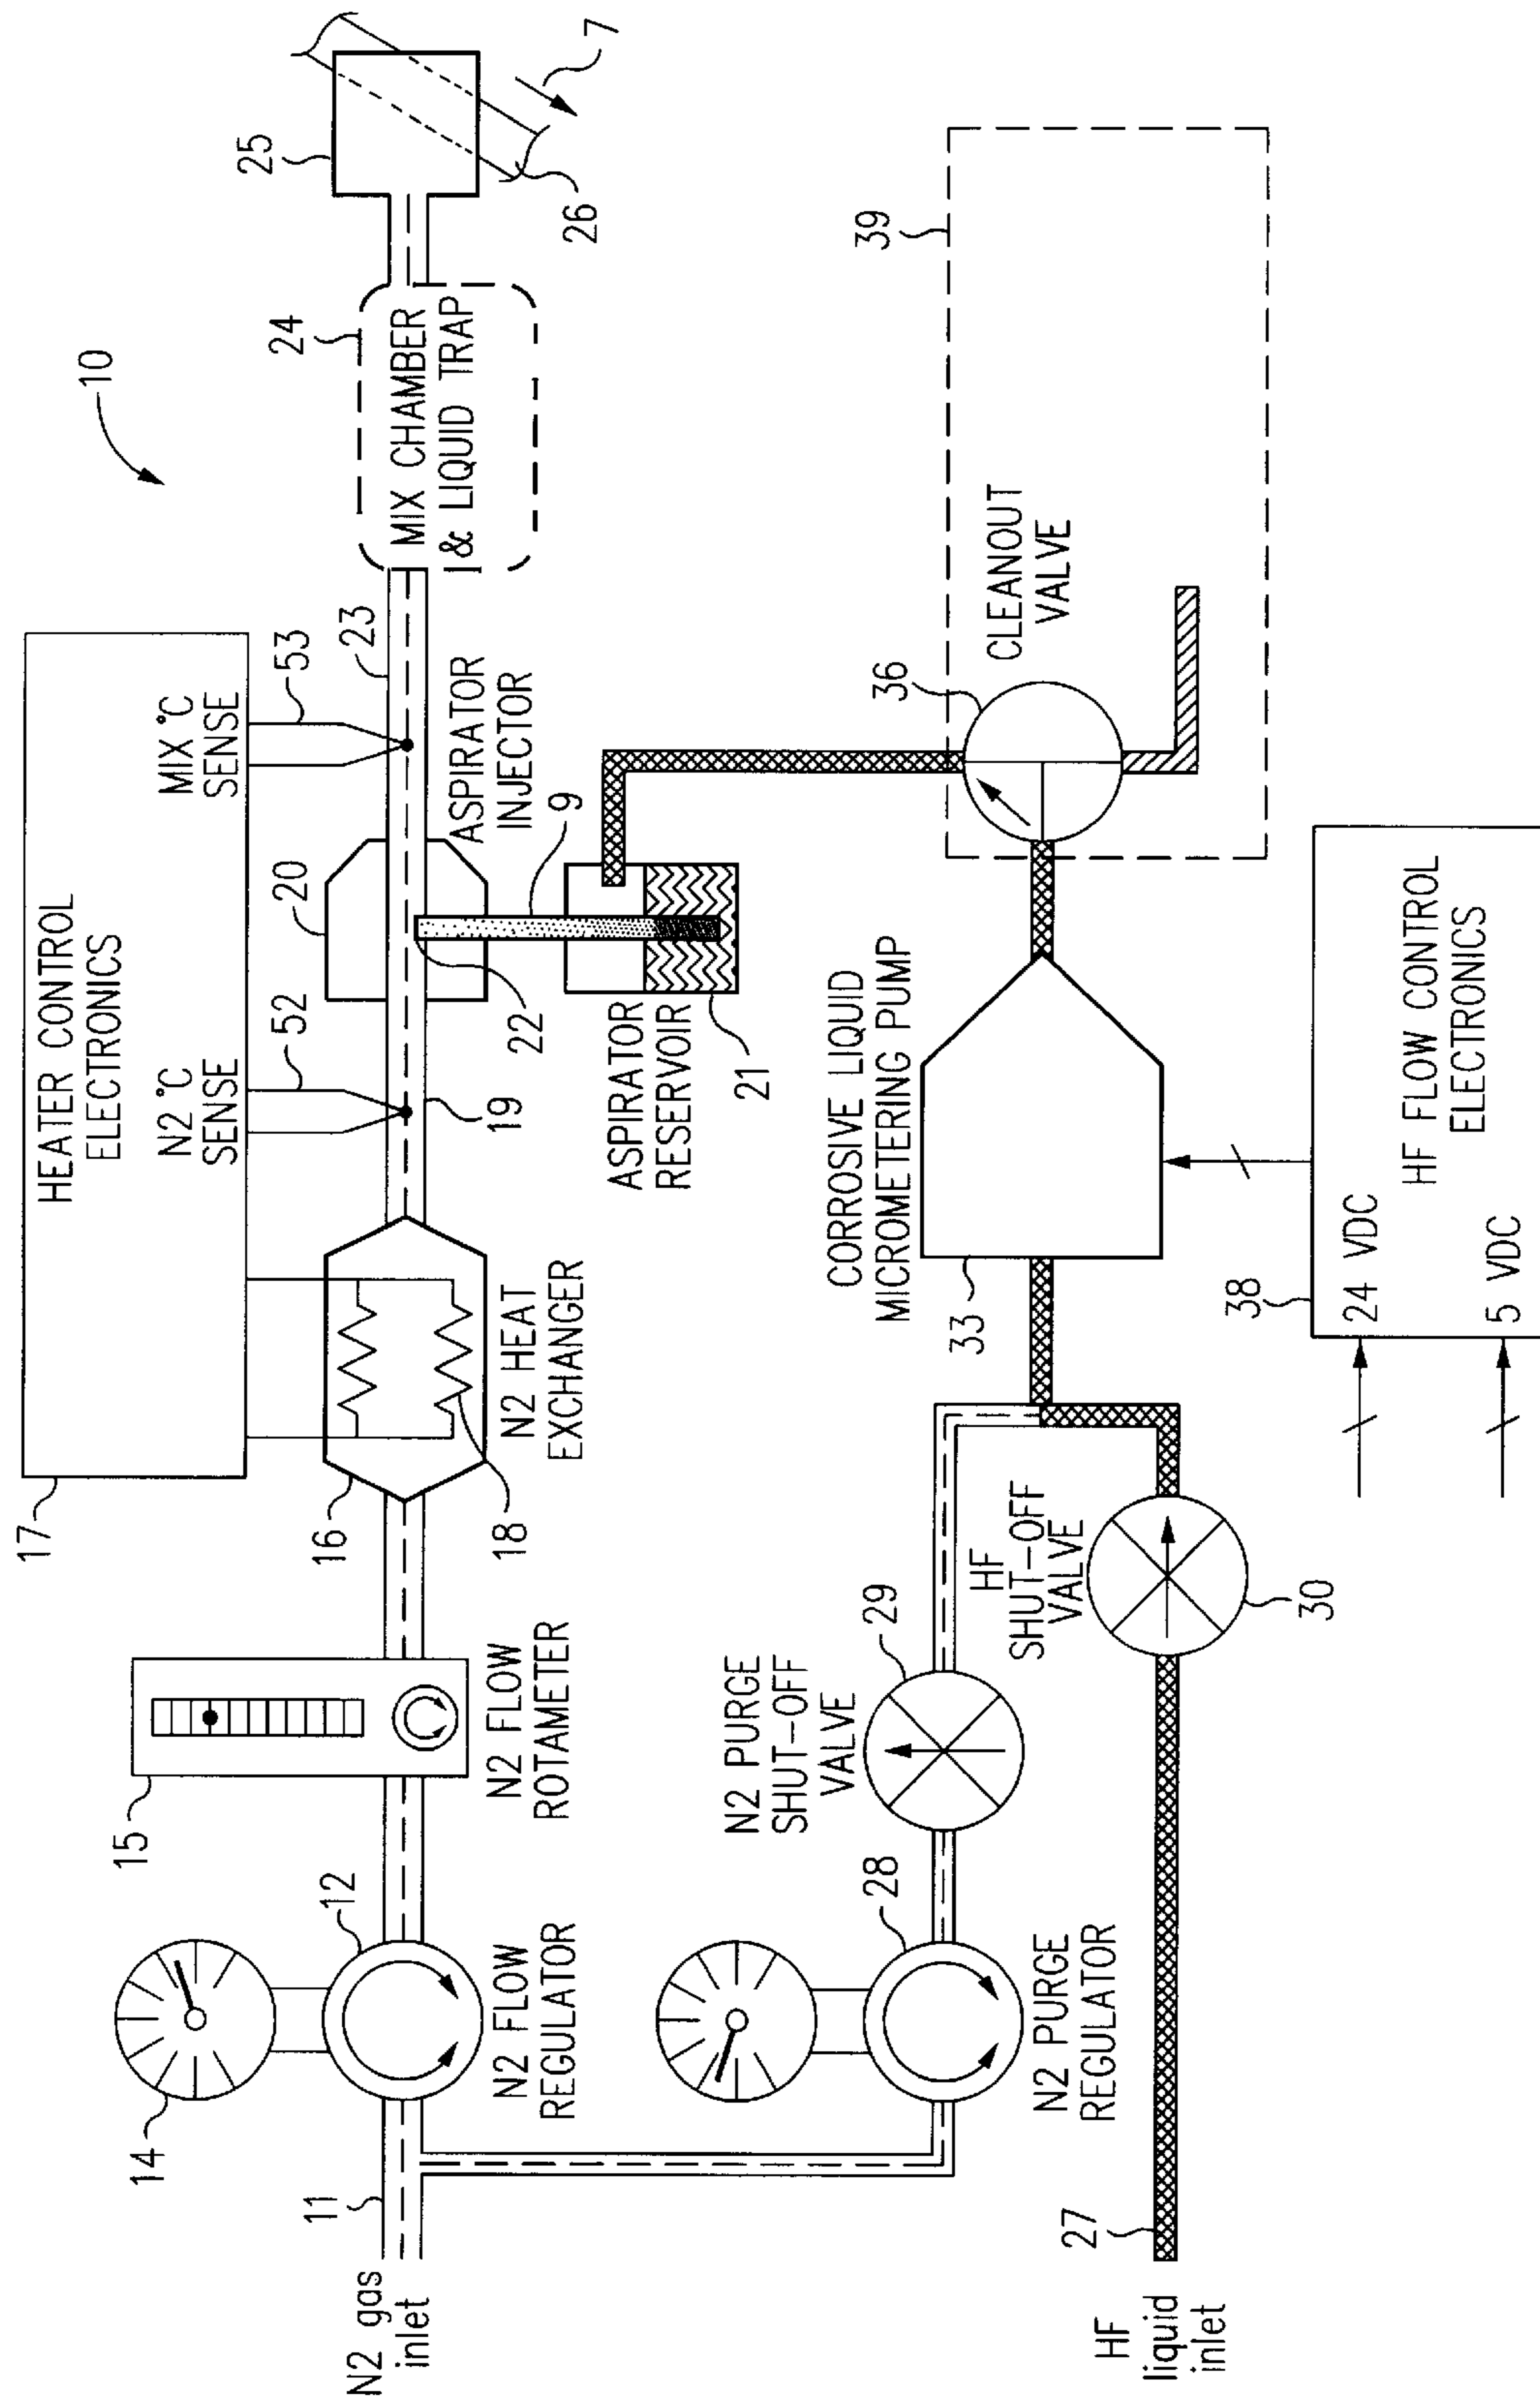 10
17
HEATER CONTROL
ELECTRONICS
N2 °C
SENSE
MIX °C
SENSE
52
53
14
12
15
16
18
20
23
24
25
7
26
N2 gas
inlet
11
N2 FLOW
REGULATOR
N2 FLOW
ROTAMETER
N2 HEAT
EXCHANGER
19
22
ASPIRATOR
INJECTOR
9
MIX CHAMBER
& LIQUID TRAP
ASPIRATOR
RESERVOIR
21
28
N2 PURGE
REGULATOR
N2 PURGE
SHUT-OFF
VALVE
29
HF
SHUT-OFF
VALVE
30
CORROSIVE LIQUID
MICROMETERING PUMP
33
36
CLEANOUT
VALVE
39
HF
liquid
inlet
27
38
24 VDC
5 VDC
HF FLOW CONTROL
ELECTRONICS